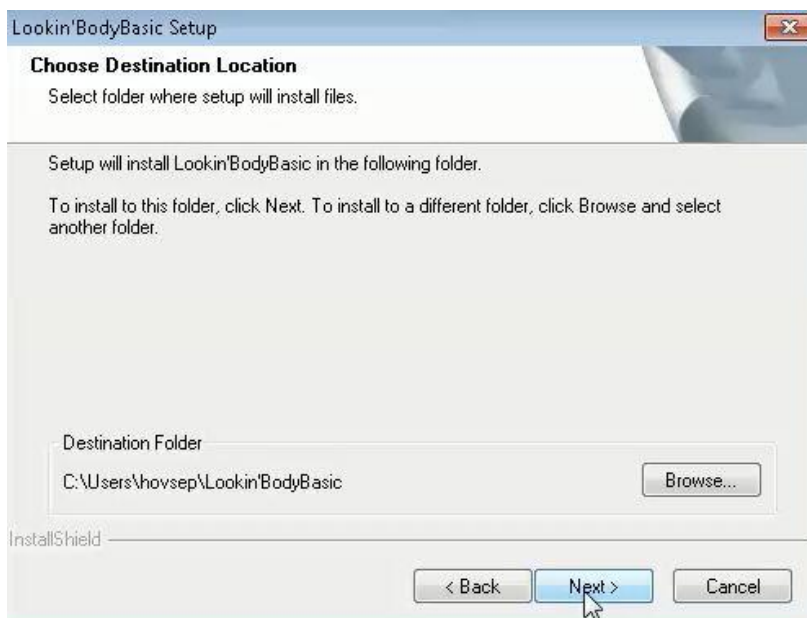 Lookin'BodyBasic Setup
Choose Destination Location
Select folder where setup will install files.
Setup will install Lookin'BodyBasic in the following folder.
To install to this folder, click Next. To install to a different folder, click Browse and select
another folder.
Destination Folder
C:\Users\hovsep\Lookin'BodyBasic
Browse...
InstallShield
< Back
Next >
Cancel